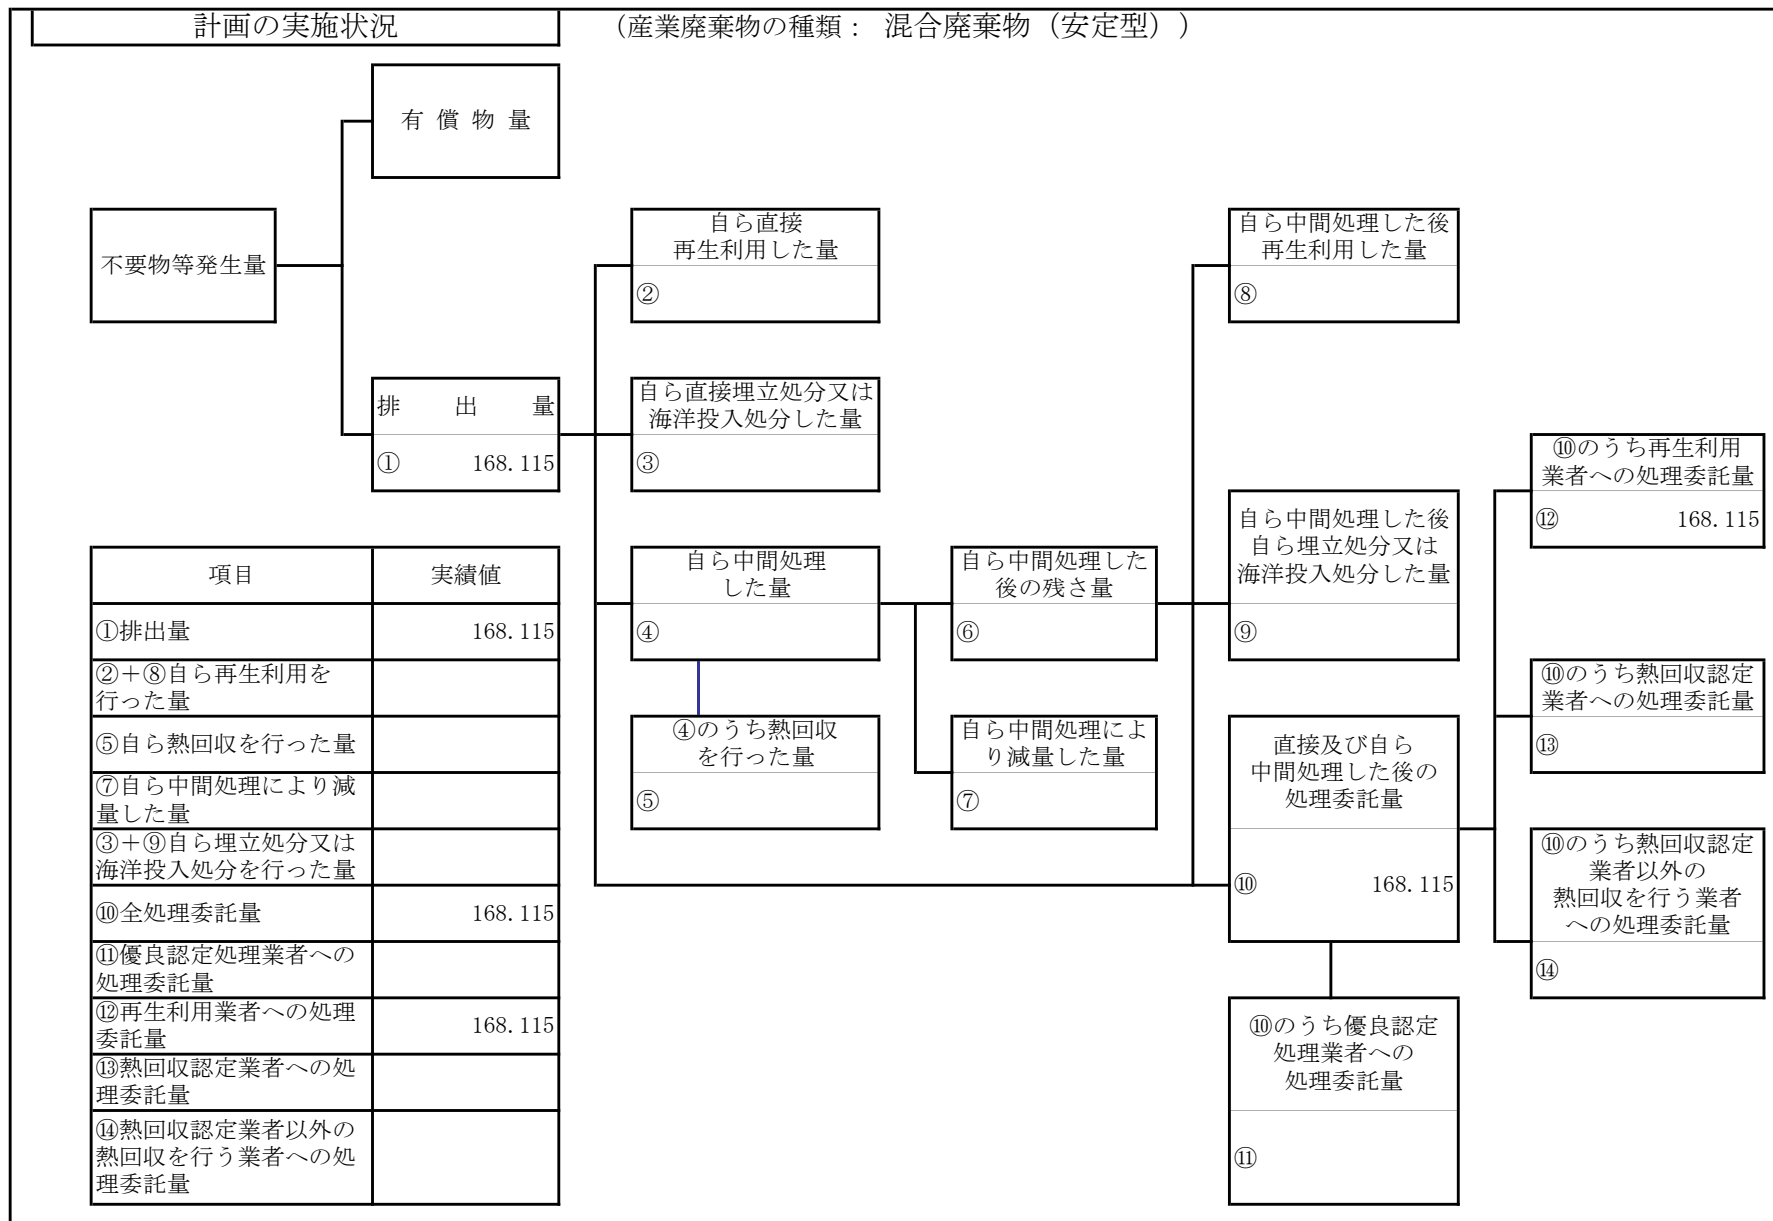 計画の実施状況
（産業廃棄物の種類： 混合廃棄物（安定型））
有 償 物 量
不要物等発生量
自ら直接
再生利用した量
②
自ら中間処理した後
再生利用した量
⑧
排 出 量
① 168.115
自ら直接埋立処分又は
海洋投入処分した量
③
⑩のうち再生利用
業者への処理委託量
⑫ 168.115
自ら中間処理した後
自ら埋立処分又は
海洋投入処分した量
⑨
自ら中間処理
した量
④
自ら中間処理した
後の残さ量
⑥
⑩のうち熱回収認定
業者への処理委託量
⑬
④のうち熱回収
を行った量
⑤
自ら中間処理によ
り減量した量
⑦
直接及び自ら
中間処理した後の
処理委託量
⑩ 168.115
⑩のうち熱回収認定
業者以外の
熱回収を行う業者
への処理委託量
⑭
⑩のうち優良認定
処理業者への
処理委託量
⑪
項目 実績値
①排出量 168.115
②＋⑧自ら再生利用を
行った量
⑤自ら熱回収を行った量
⑦自ら中間処理により減
量した量
③＋⑨自ら埋立処分又は
海洋投入処分を行った量
⑩全処理委託量 168.115
⑪優良認定処理業者への
処理委託量
⑫再生利用業者への処理
委託量 168.115
⑬熱回収認定業者への処
理委託量
⑭熱回収認定業者以外の
熱回収を行う業者への処
理委託量